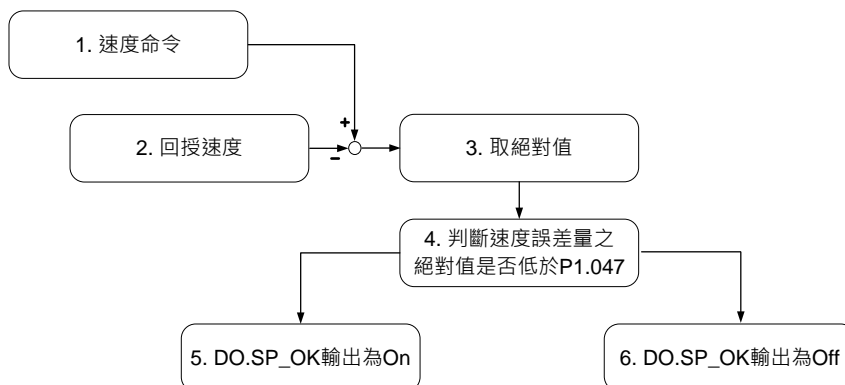 1. 速度命令
+
2. 回授速度
−
3. 取絕對值
4. 判斷速度誤差量之
絕對值是否低於P1.047
5. DO.SP_OK輸出為On
6. DO.SP_OK輸出為Off